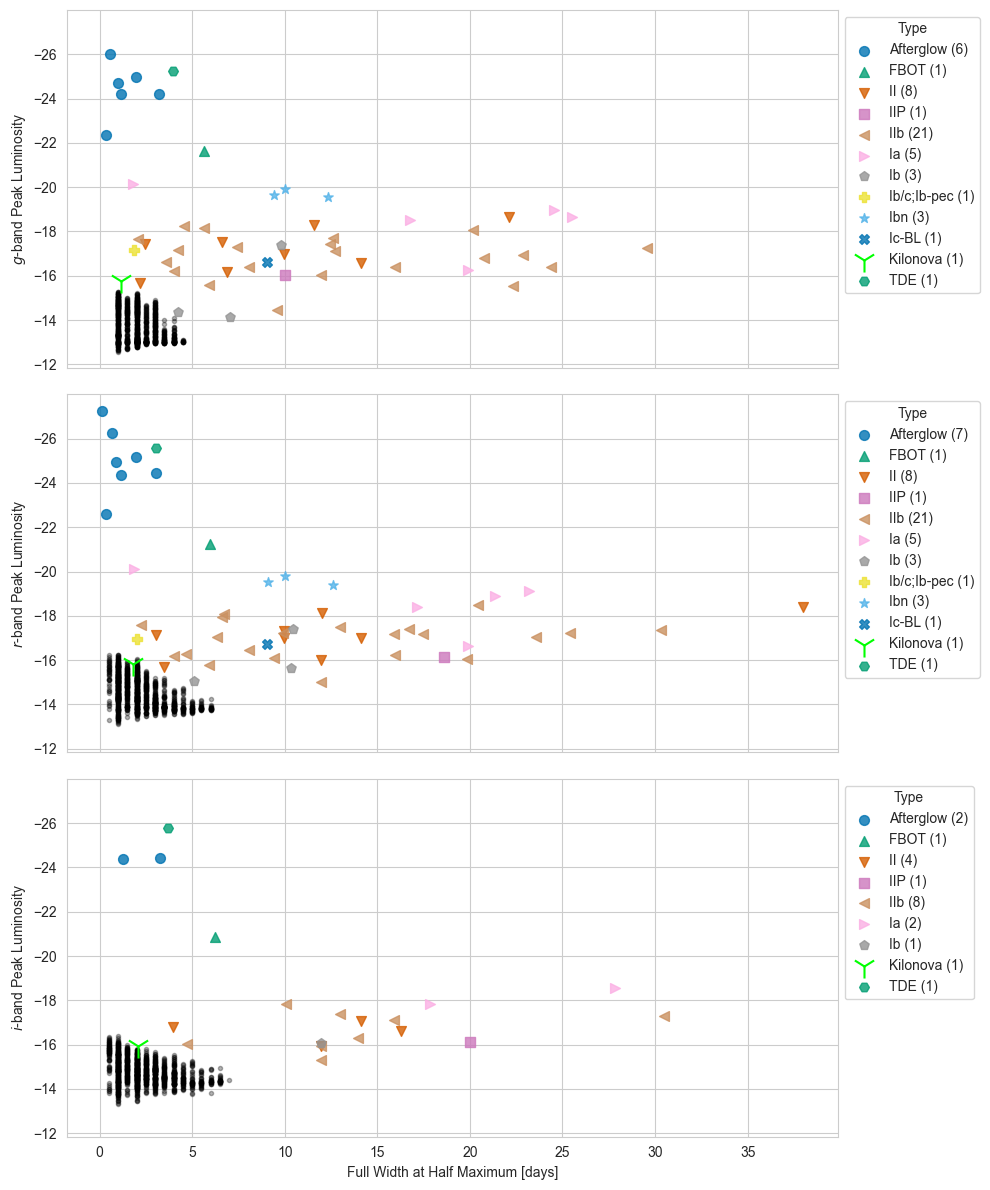 −26
−24
−22
−20
−18
−16
−14
−12
g-band Peak Luminosity
Type
Afterglow (6)
FBOT (1)
II (8)
IIP (1)
IIb (21)
Ia (5)
Ib (3)
Ib/c;Ib-pec (1)
Ibn (3)
Ic-BL (1)
Kilonova (1)
TDE (1)
−26
−24
−22
−20
−18
−16
−14
−12
r-band Peak Luminosity
Type
Afterglow (7)
FBOT (1)
II (8)
IIP (1)
IIb (21)
Ia (5)
Ib (3)
Ib/c;Ib-pec (1)
Ibn (3)
Ic-BL (1)
Kilonova (1)
TDE (1)
−26
−24
−22
−20
−18
−16
−14
−12
i-band Peak Luminosity
Type
Afterglow (2)
FBOT (1)
II (4)
IIP (1)
IIb (8)
Ia (2)
Ib (1)
Kilonova (1)
TDE (1)
0 5 10 15 20 25 30 35
Full Width at Half Maximum [days]